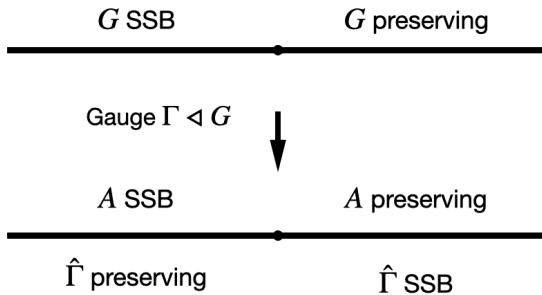 G SSB G preserving
Gauge Γ ◁ G
A SSB A preserving
Γ̂ preserving Γ̂ SSB